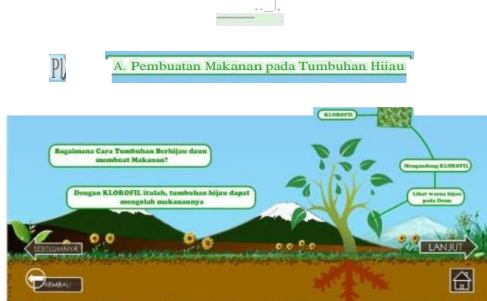 A. Pembuatan Makanan pada Tumbuhan Hijau
KLOROFIL
Bagaimana Cara Tumbuhan Berhijau daun
membuat Makanan?
Mengandung KLOROFIL
Dengan KLOROFIL itulah, tumbuhan hijau dapat
mengolah makanannya
Lihat warna hijau
pada Daun
SEBELUMNYA
LANJUT
KEMBALI